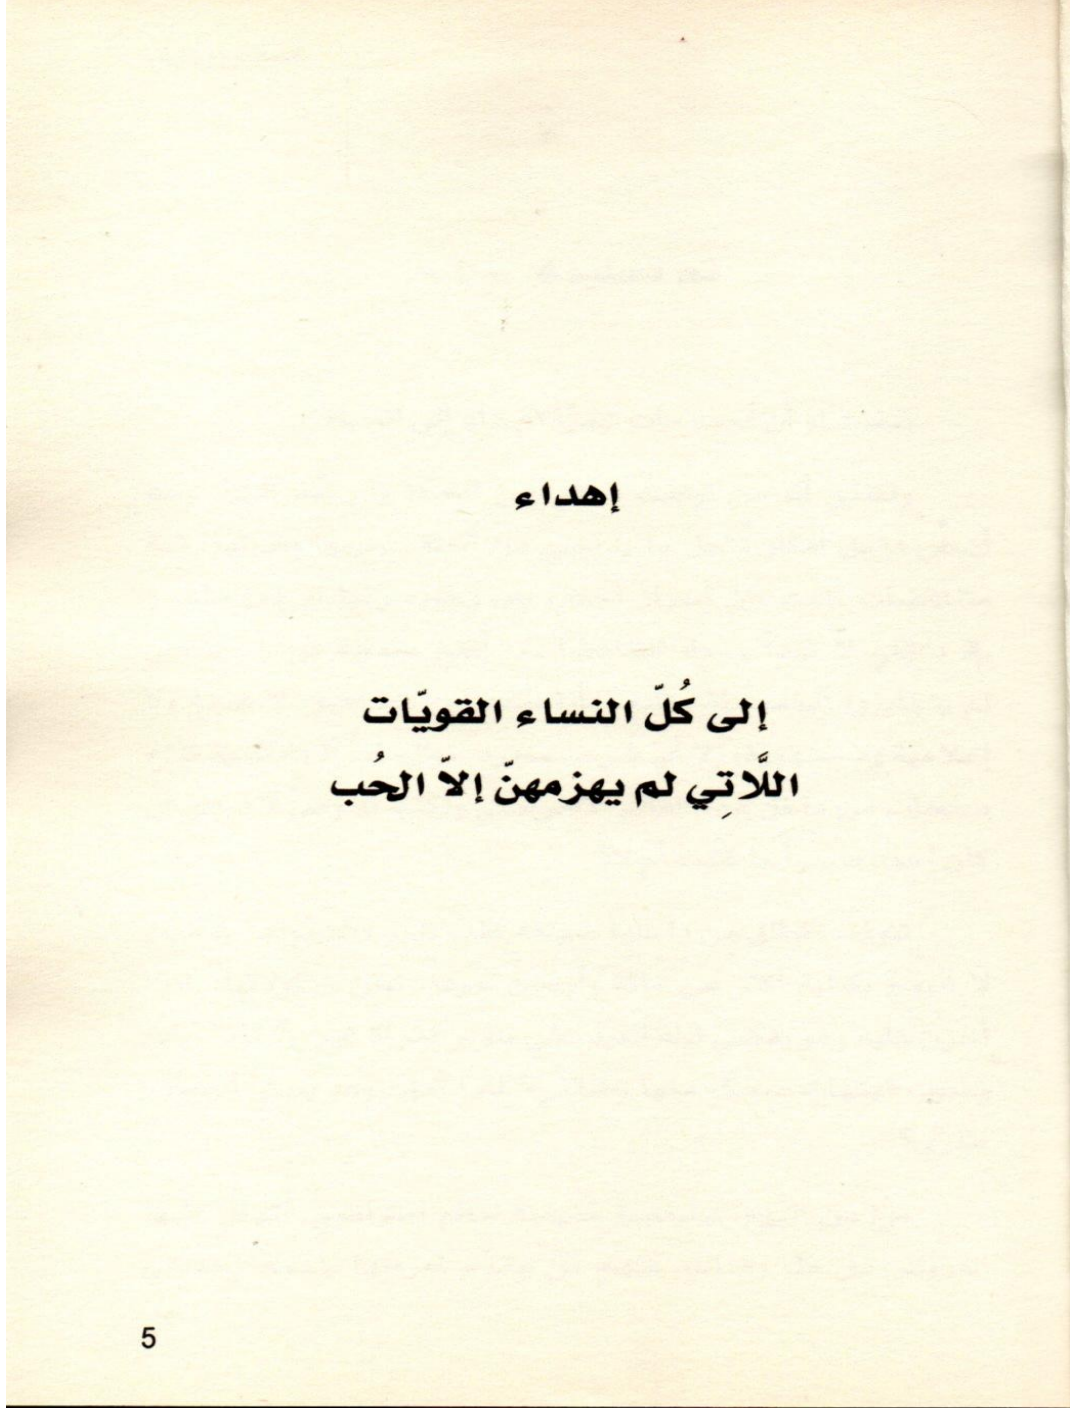 إهداء
إلى كُلّ النساء القويّات
اللَّاتِي لم يهزمهنّ إلاّ الحُب
5